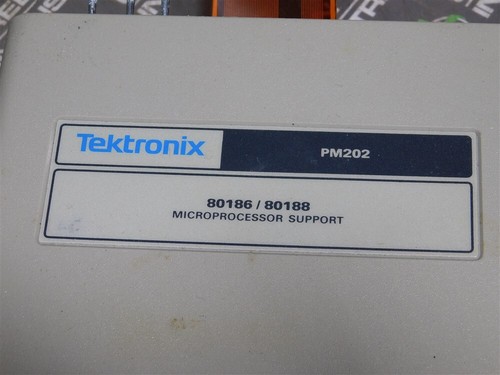 Tektronix PM202
80186 / 80188
MICROPROCESSOR SUPPORT